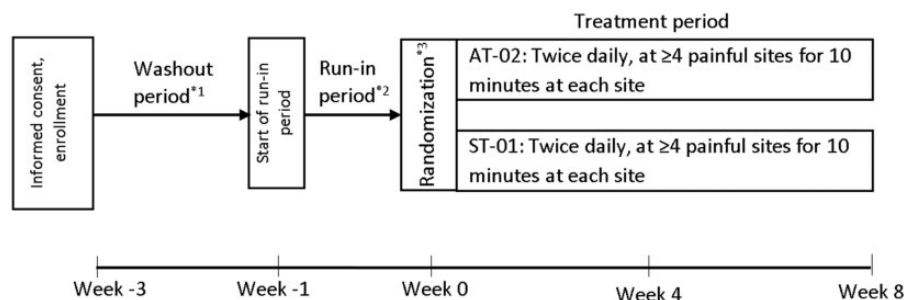 Treatment period
Informed consent,
enrollment
Washout
period*1
Start of run-in
period
Run-in
period*2
Randomization*3
AT-02: Twice daily, at ≥4 painful sites for 10
minutes at each site
ST-01: Twice daily, at ≥4 painful sites for 10
minutes at each site
Week -3
Week -1
Week 0
Week 4
Week 8